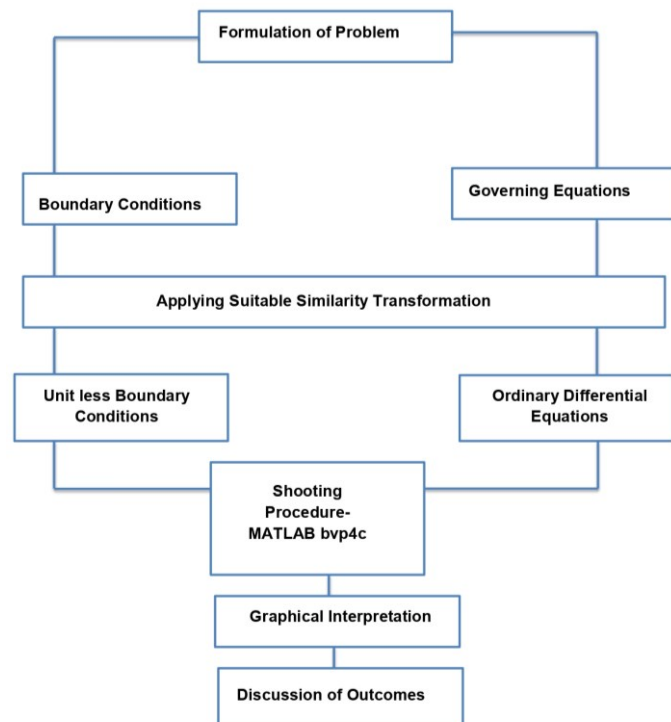 Formulation of Problem
Boundary Conditions
Governing Equations
Applying Suitable Similarity Transformation
Unit less Boundary
Conditions
Ordinary Differential
Equations
Shooting
Procedure-
MATLAB bvp4c
Graphical Interpretation
Discussion of Outcomes